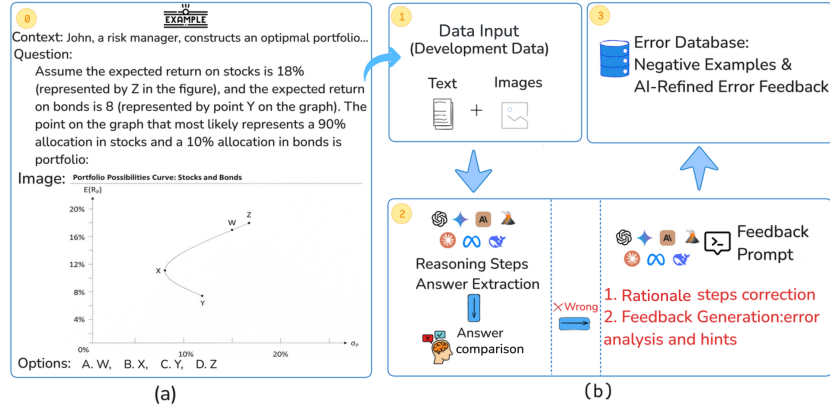 0
EXAMPLE
Context: John, a risk manager, constructs an optipmal portfolio...
Question:
Assume the expected return on stocks is 18%
(represented by Z in the figure), and the expected return
on bonds is 8 (represented by point Y on the graph). The
point on the graph that most likely represents a 90%
allocation in stocks and a 10% allocation in bonds is
portfolio:
Image:
Portfolio Possibilities Curve: Stocks and Bonds
E(Rₚ)
20%
16%
12%
8%
4%
0%
10%
20%
σₚ
W
Z
X
Y
Options: A. W, B. X, C. Y, D. Z
(a)
1
Data Input
(Development Data)
Text
+
Images
3
Error Database:
Negative Examples &
AI-Refined Error Feedback
2
A\
Reasoning Steps
Answer Extraction
Answer
comparison
Wrong
A\
Feedback
Prompt
1. Rationale steps correction
2. Feedback Generation:error
analysis and hints
(b)